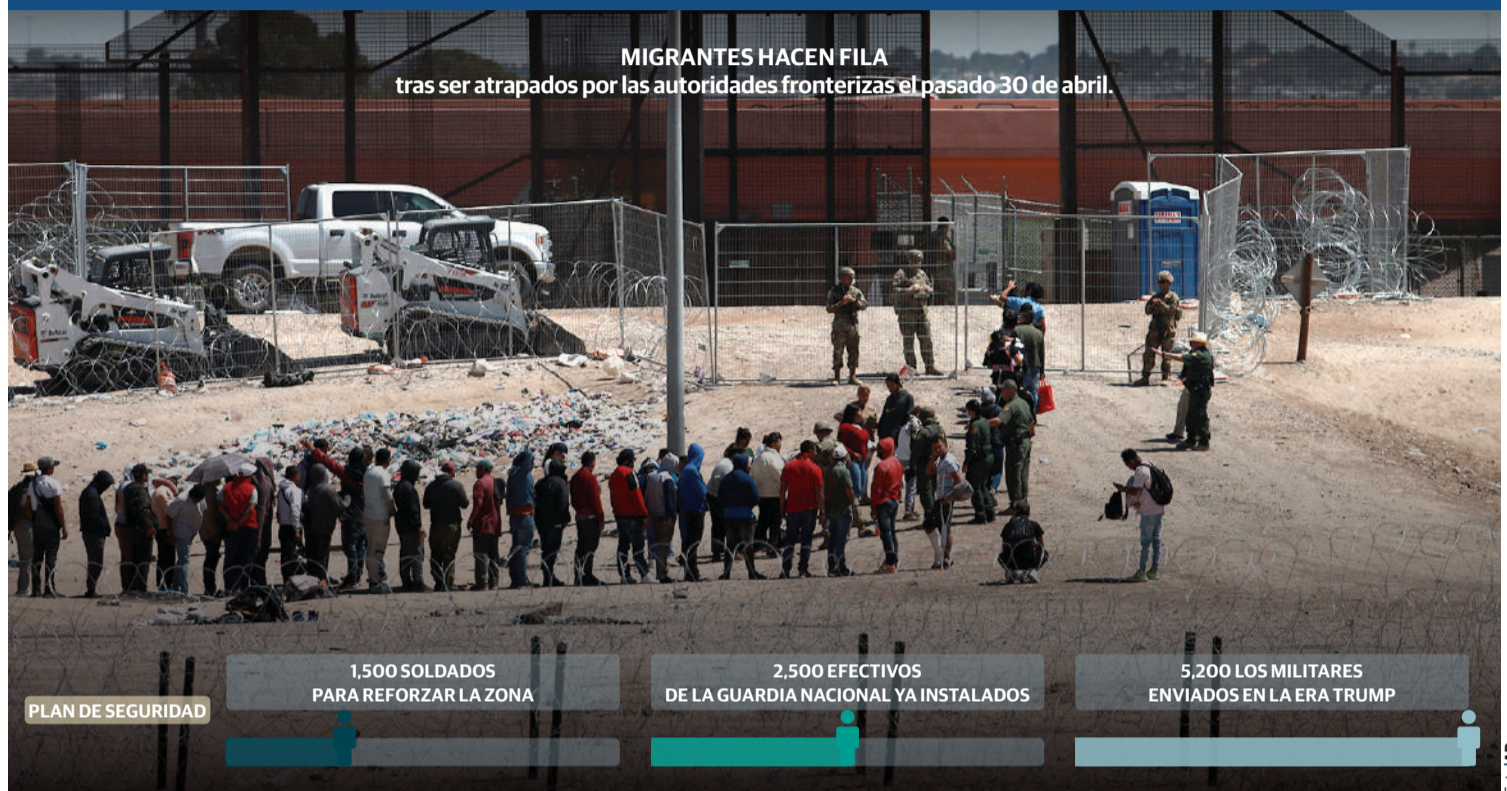 MIGRANTES HACEN FILA
tras ser atrapados por las autoridades fronterizas el pasado 30 de abril.
Bobcat
Bobcat
PLAN DE SEGURIDAD
1,500 SOLDADOS
PARA REFORZAR LA ZONA
2,500 EFECTIVOS
DE LA GUARDIA NACIONAL YA INSTALADOS
5,200 LOS MILITARES
ENVIADOS EN LA ERA TRUMP